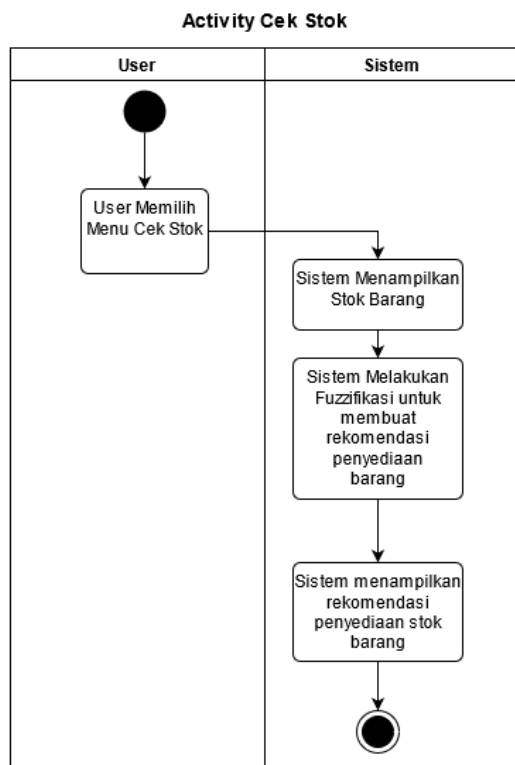 Activity Cek Stok
User
Sistem
User Memilih
Menu Cek Stok
Sistem Menampilkan
Stok Barang
Sistem Melakukan
Fuzzifikasi untuk
membuat
rekomendasi
penyediaan
barang
Sistem menampilkan
rekomendasi
penyediaan stok
barang